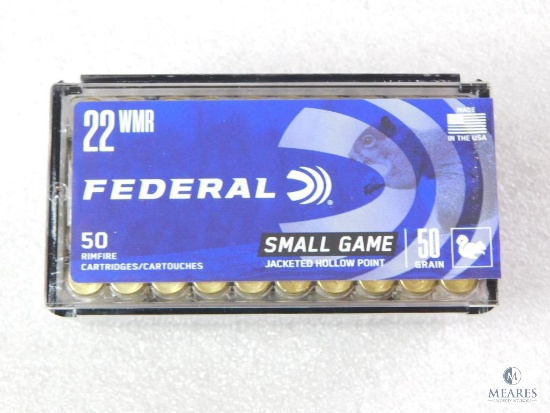 22 WMR
MADE
IN THE USA
FEDERAL ®
50
RIMFIRE
CARTRIDGES/CARTOUCHES
SMALL GAME
JACKETED HOLLOW POINT
50
GRAIN
MEARES